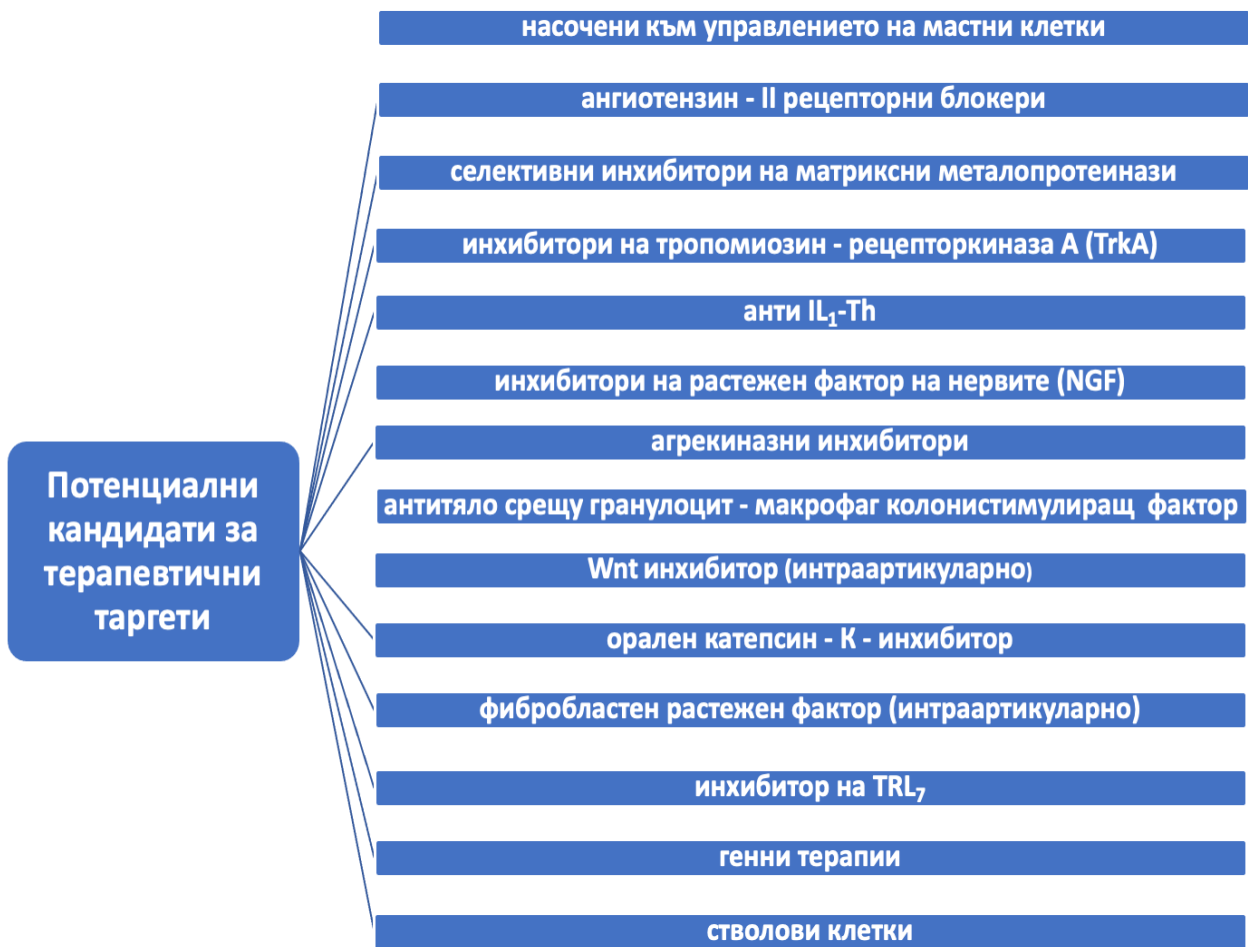 насочени към управлението на мастни клетки
ангиотензин - II рецепторни блокери
селективни инхибитори на матриксни металопротеинази
инхибитори на тропомиозин - рецепторкиназа А (TrkA)
анти IL₁-Th
инхибитори на растежен фактор на нервите (NGF)
агрекиназни инхибитори
антитяло срещу гранулоцит - макрофаг колонистимулиращ фактор
Wnt инхибитор (интраартикуларно)
орален катепсин - К - инхибитор
фибробластен растежен фактор (интраартикуларно)
инхибитор на TRL₇
генни терапии
стволови клетки
Потенциални
кандидати за
терапевтични
таргети